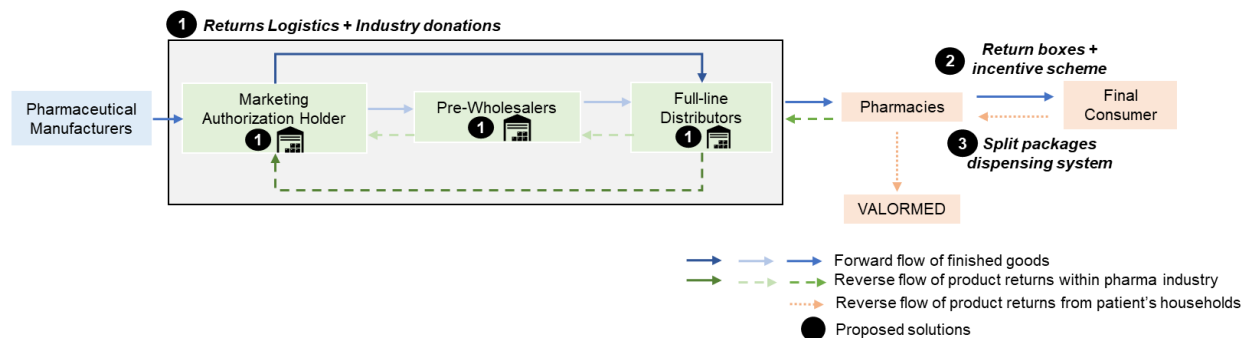 1 Returns Logistics + Industry donations
2 Return boxes +
incentive scheme
Pharmaceutical
Manufacturers
Marketing
Authorization Holder
1
Pre-Wholesalers
1
Full-line
Distributors
1
Pharmacies
Final
Consumer
3 Split packages
dispensing system
VALORMED
Forward flow of finished goods
Reverse flow of product returns within pharma industry
Reverse flow of product returns from patient's households
Proposed solutions